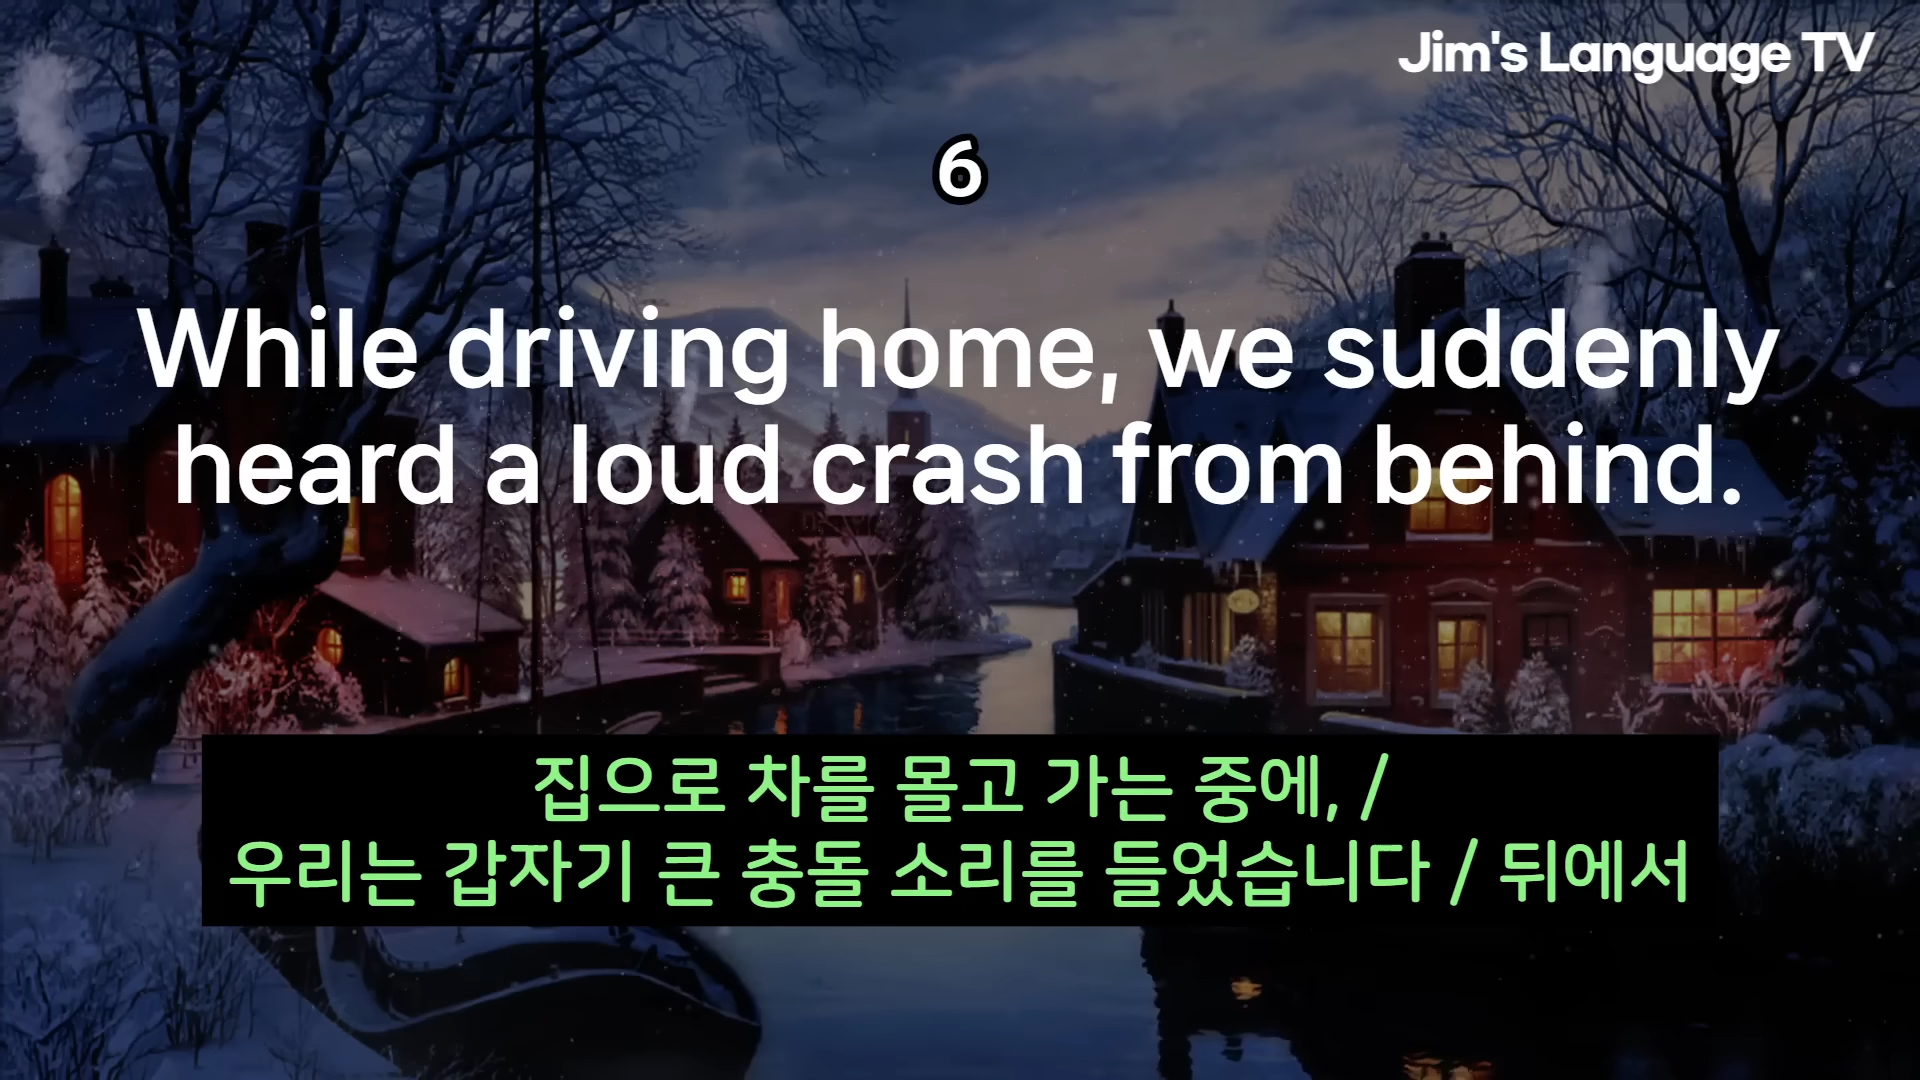 Jim's Language TV
6
While driving home, we suddenly
heard a loud crash from behind.
집으로 차를 몰고 가는 중에, /
우리는 갑자기 큰 충돌 소리를 들었습니다 / 뒤에서